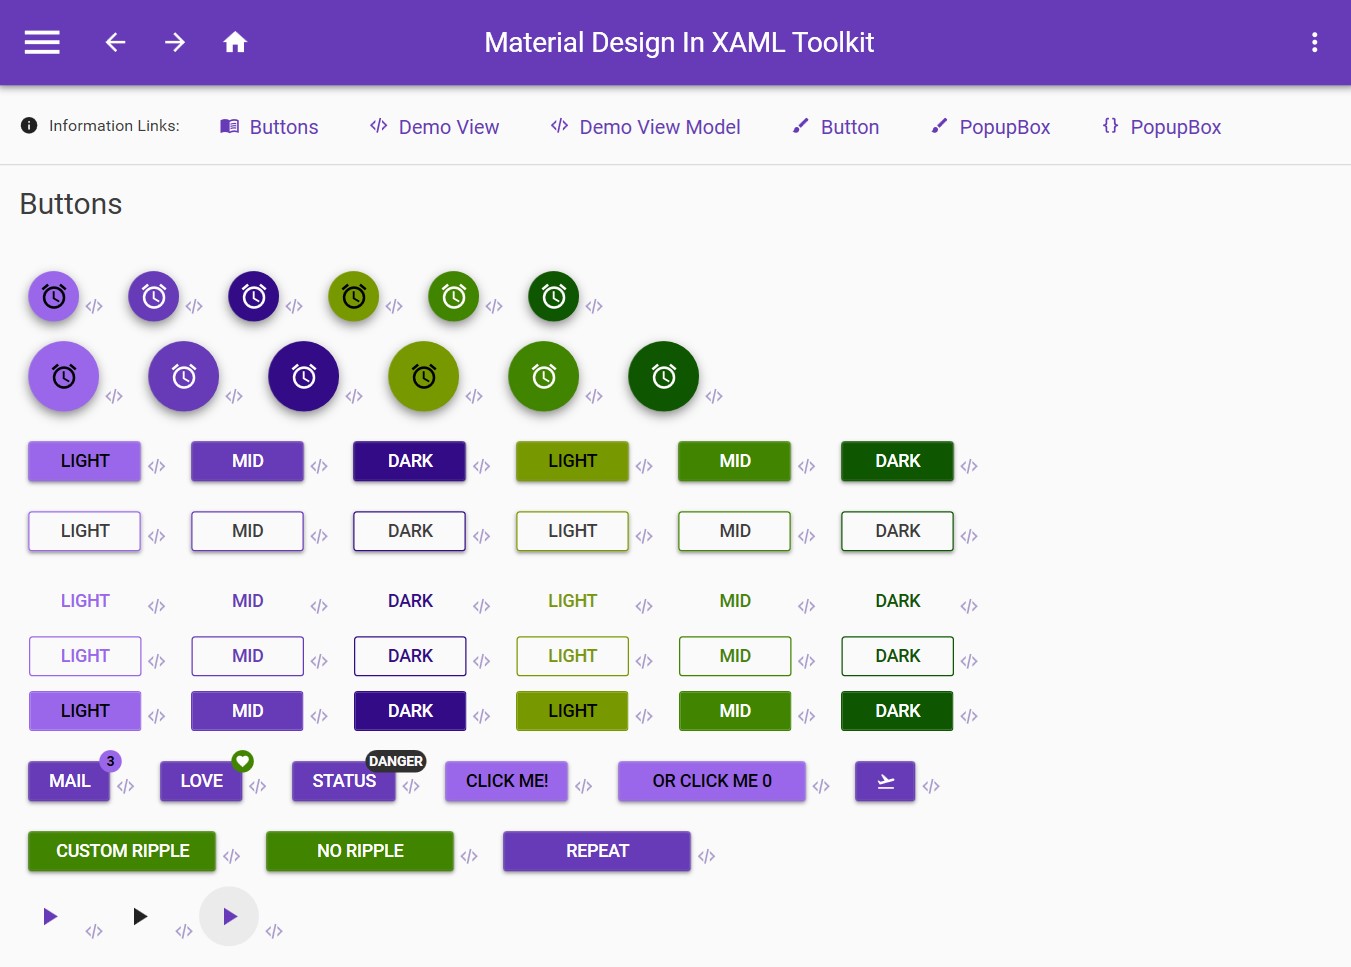 Material Design In XAML Toolkit
Information Links: Buttons Demo View Demo View Model Button PopupBox PopupBox
Buttons
LIGHT MID DARK LIGHT MID DARK
LIGHT MID DARK LIGHT MID DARK
LIGHT MID DARK LIGHT MID DARK
LIGHT MID DARK LIGHT MID DARK
LIGHT MID DARK LIGHT MID DARK
MAIL 3 LOVE STATUS DANGER CLICK ME! OR CLICK ME 0
CUSTOM RIPPLE NO RIPPLE REPEAT